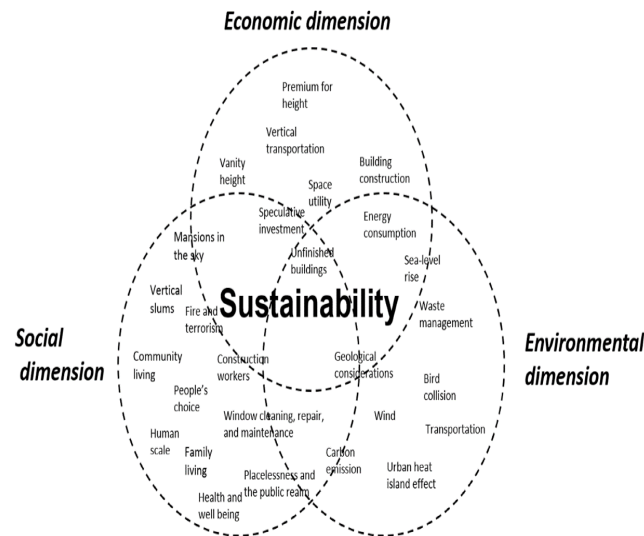 Economic dimension
Premium for
height
Vertical
transportation
Vanity
height
Building
construction
Space
utility
Speculative
investment
Energy
consumption
Mansions in
the sky
Unfinished
buildings
Sea-level
rise
Vertical
slums
Sustainability
Fire and
terrorism
Waste
management
Social
dimension
Environmental
dimension
Community
living
Construction
workers
Geological
considerations
People's
choice
Bird
collision
Window cleaning, repair,
and maintenance
Wind
Transportation
Human
scale
Family
living
Carbon
emission
Urban heat
island effect
Placelessness and
the public realm
Health and
well being